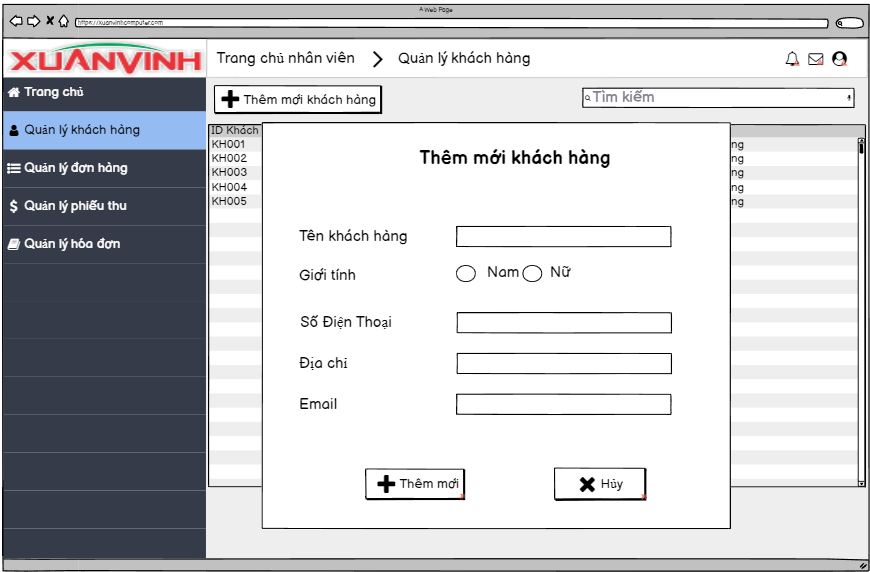 A Web Page
https://xuanvinhcomputer.com
XUANVINH
Trang chủ nhân viên
Quản lý khách hàng
Trang chủ
Thêm mới khách hàng
Tìm kiếm
Quản lý khách hàng
ID Khách
KH001
ng
KH002
ng
KH003
ng
KH004
ng
KH005
ng
Quản lý đơn hàng
Quản lý phiếu thu
Quản lý hóa đơn
Thêm mới khách hàng
Tên khách hàng
Giới tính
Nam
Nữ
Số Điện Thoại
Địa chỉ
Email
Thêm mới
Hủy